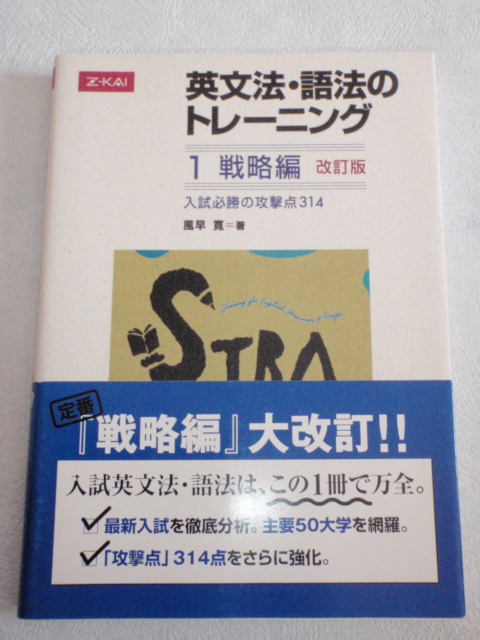 Z-KAI
英文法・語法の
トレーニング
1 戦略編 改訂版
入試必勝の攻撃点314
風早 寛=著
STRA
定番
『戦略編』大改訂!!
入試英文法・語法は、この1冊で万全。
最新入試を徹底分析。主要50大学を網羅。
「攻撃点」314点をさらに強化。